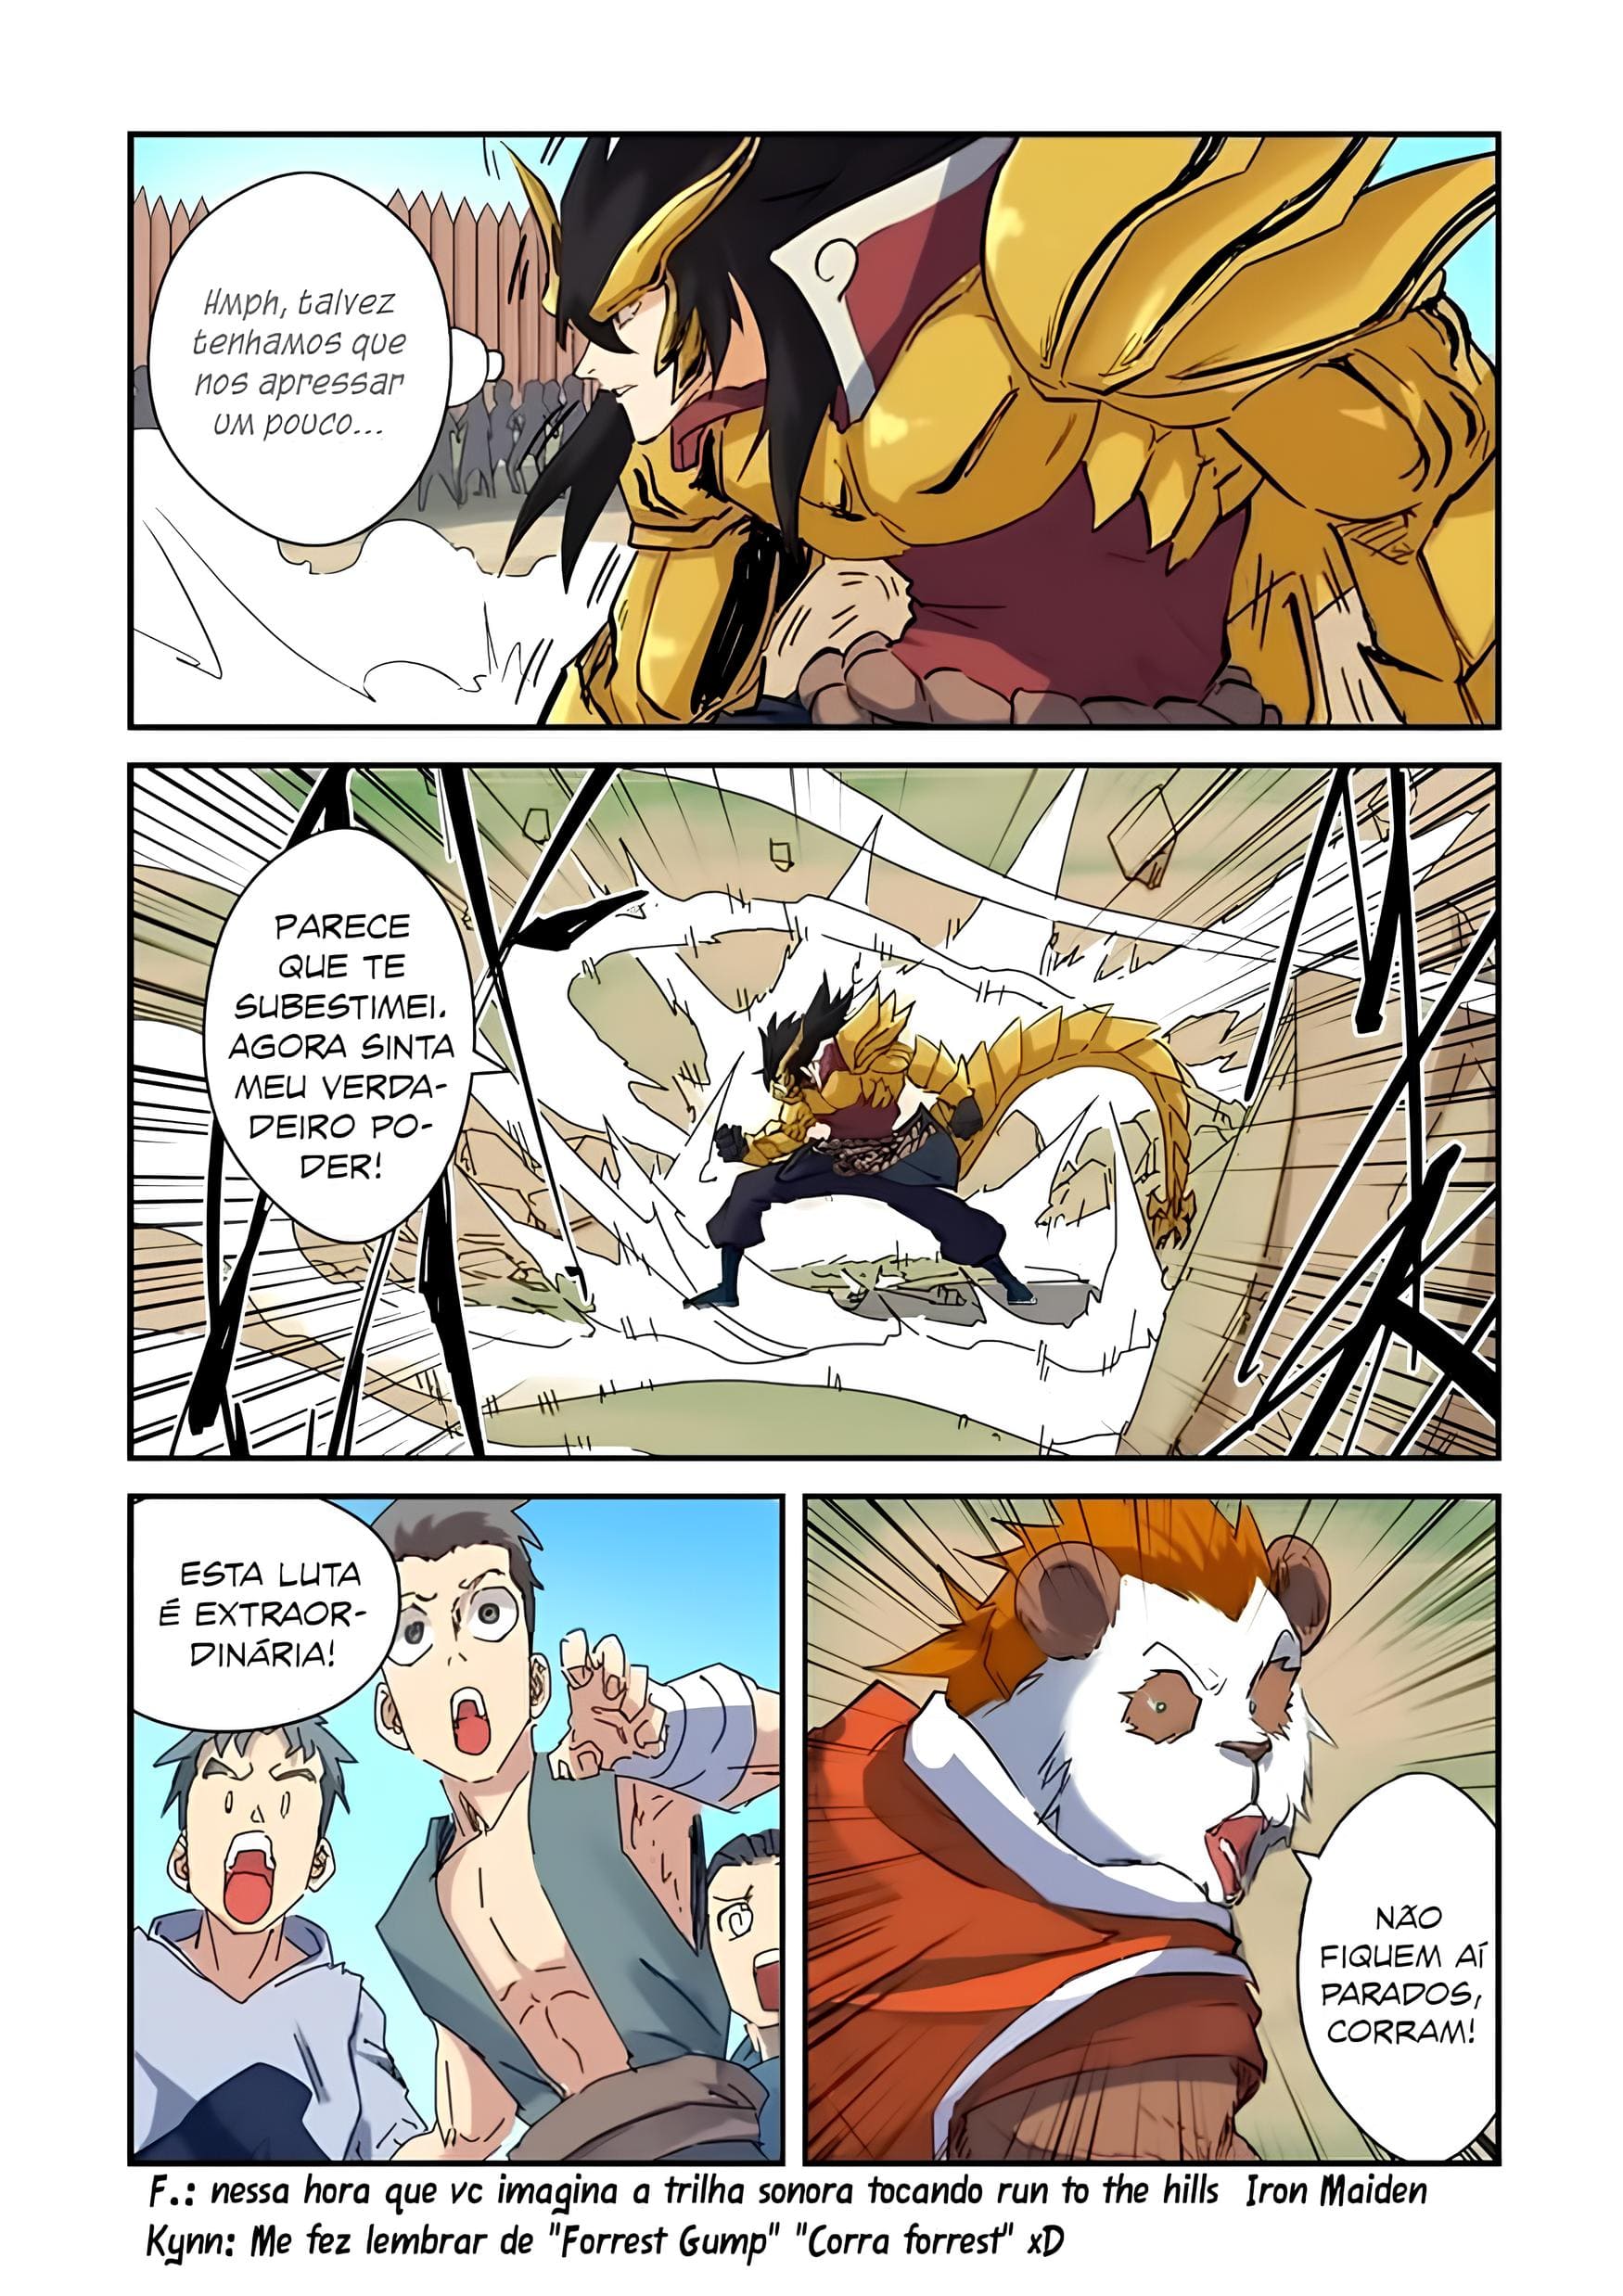 Hmph, talvez
tenhamos que
nos apressar
um pouco...
PARECE
QUE TE
SUBESTIMEI.
AGORA SINTA
MEU VERDA-
DEIRO PO-
DER!
ESTA LUTA
É EXTRAOR-
DINÁRIA!
NÃO
FIQUEM AÍ
PARADOS,
CORRAM!
F.: nessa hora que vc imagina a trilha sonora tocando run to the hills Iron Maiden
Kynn: Me fez lembrar de "Forrest Gump" "Corra forrest" xD